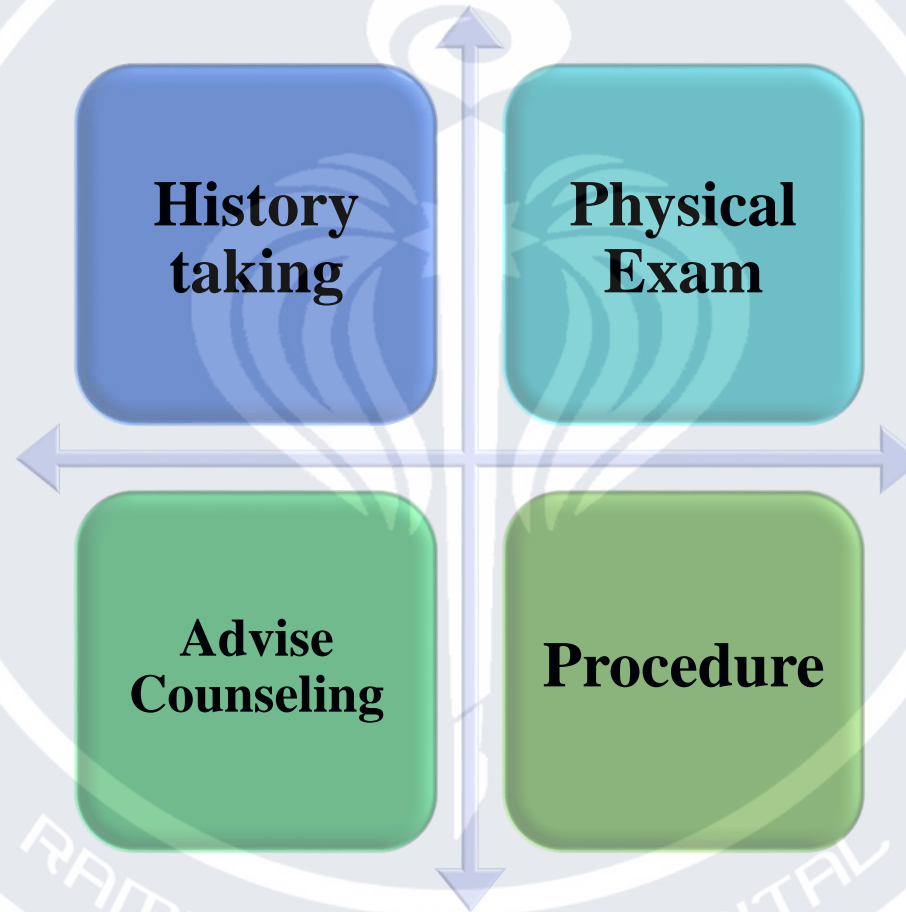 History
taking
Physical
Exam
Advise
Counseling
Procedure